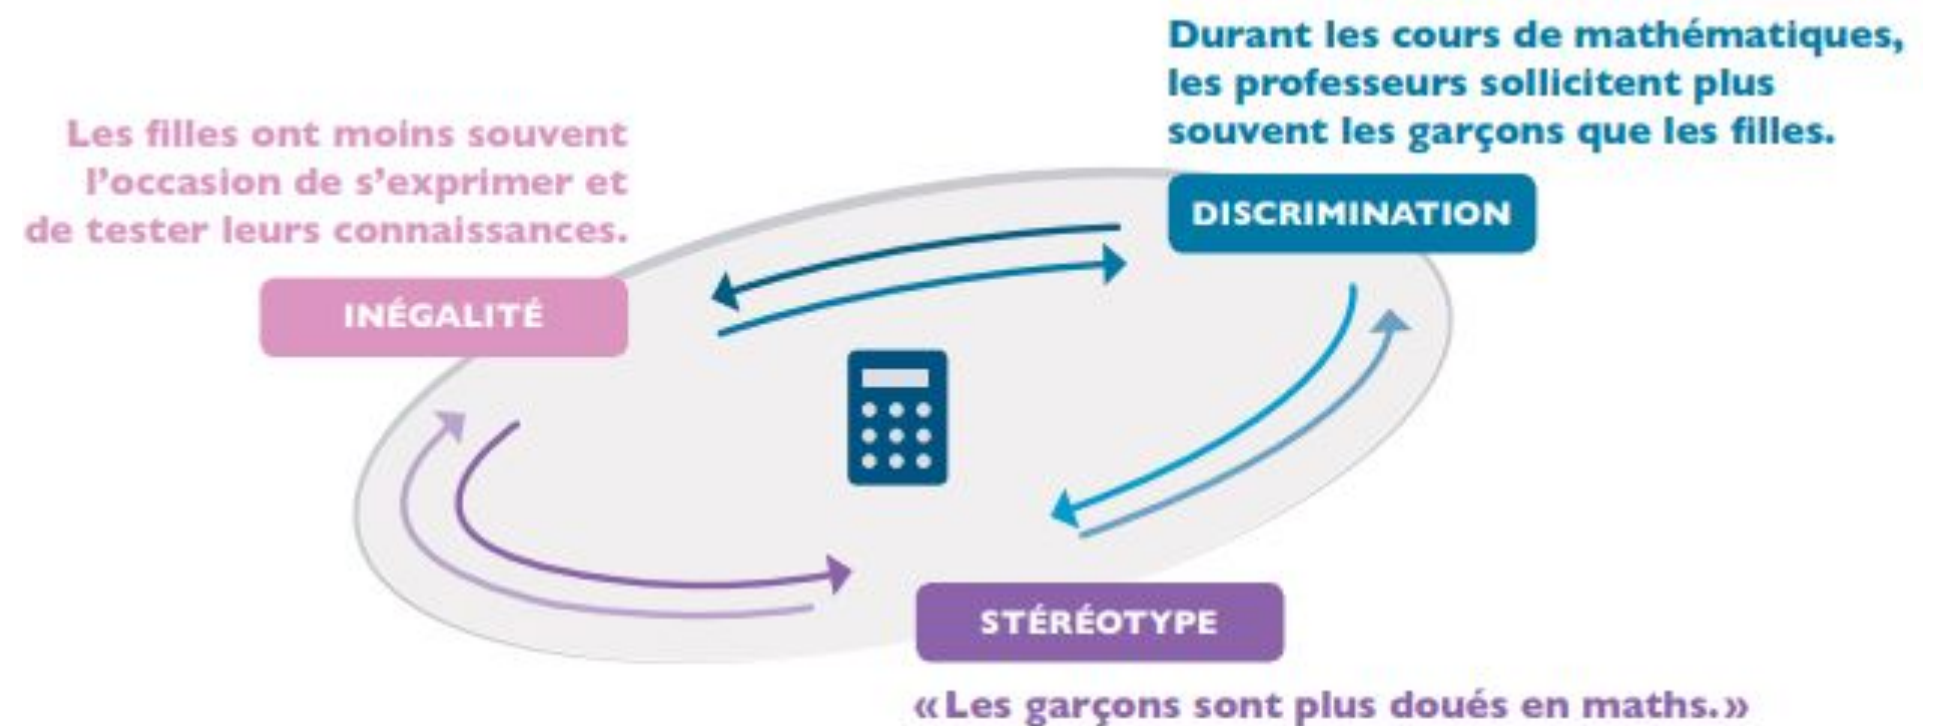 Durant les cours de mathématiques,
les professeurs sollicitent plus
souvent les garçons que les filles.
DISCRIMINATION
Les filles ont moins souvent
l’occasion de s’exprimer et
de tester leurs connaissances.
INÉGALITÉ
STÉRÉOTYPE
«Les garçons sont plus doués en maths.»